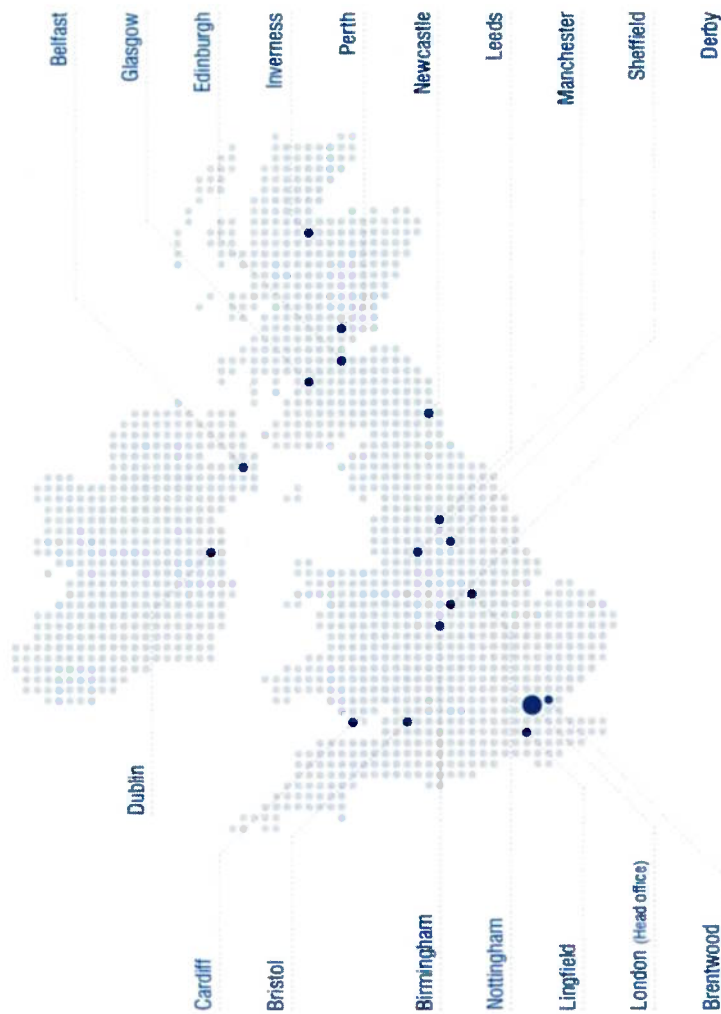 Belfast
Glasgow
Edinburgh
Inverness
Perth
Newcastle
Leeds
Manchester
Sheffield
Derby
Dublin
Cardiff
Bristol
Birmingham
Nottingham
Lingfield
London (Head office)
Brentwood